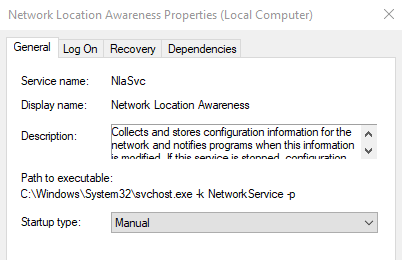 Network Location Awareness Properties (Local Computer)
General Log On Recovery Dependencies
Service name: NlaSvc
Display name: Network Location Awareness
Description: Collects and stores configuration information for the
network and notifies programs when this information
is modified. If this service is stopped, configuration
Path to executable:
C:\Windows\System32\svchost.exe -k NetworkService -p
Startup type: Manual